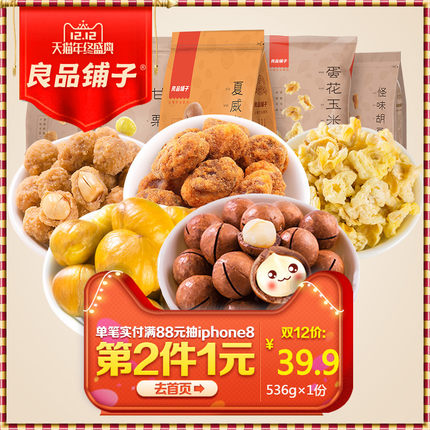 12.12
天猫年终盛典
良品铺子®
甘
栗
良品铺子
夏
威
蛋花玉米
怪味胡
单笔实付满88元抽iphone8
第2件1元
去首页
双12价:
¥39.9
536g×1份